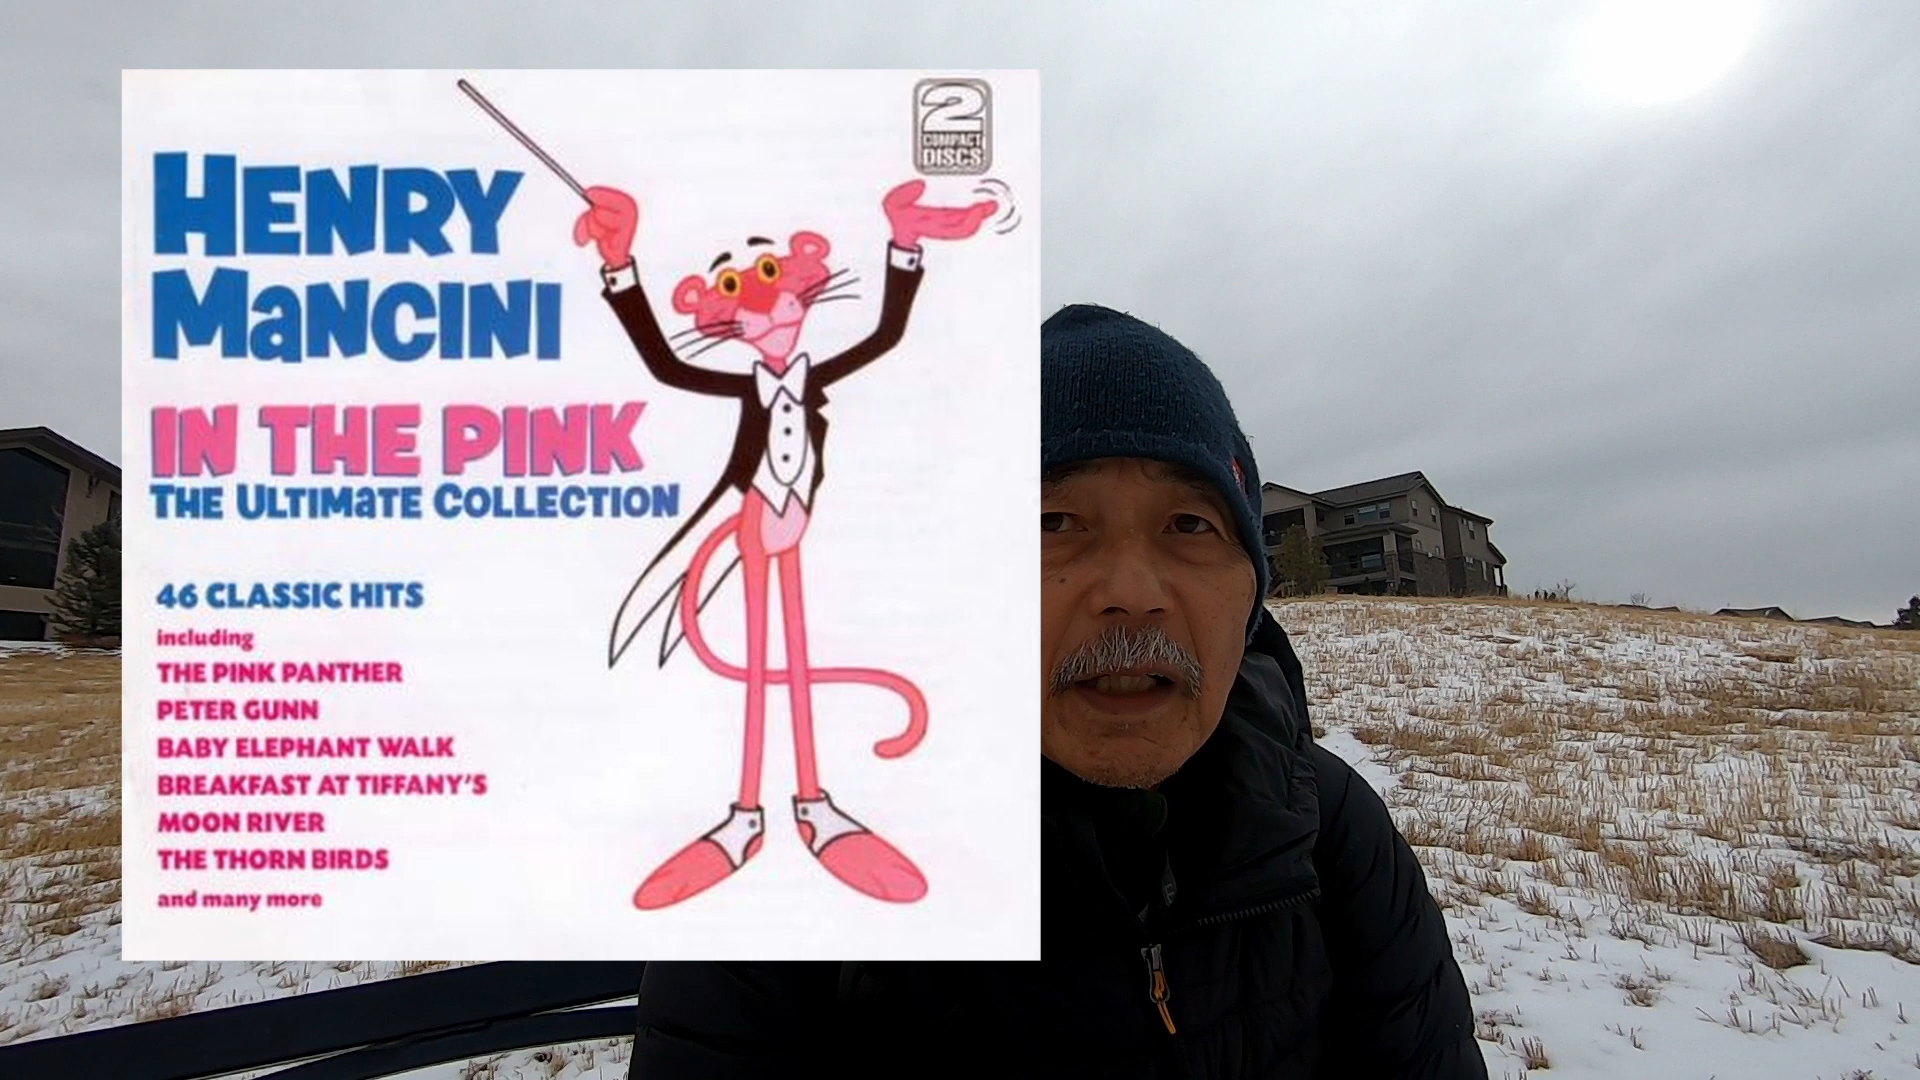 2
COMPACT
DISCS
HENRY
MaNCINI
IN THE PINK
THE ULTIMaTE COLLECTION
46 CLASSIC HITS
including
THE PINK PANTHER
PETER GUNN
BABY ELEPHANT WALK
BREAKFAST AT TIFFANY'S
MOON RIVER
THE THORN BIRDS
and many more